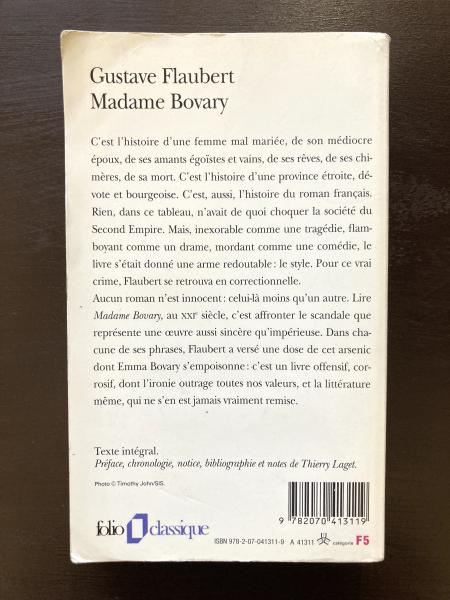 Gustave Flaubert
Madame Bovary
C'est l'histoire d'une femme mal mariée, de son médiocre
époux, de ses amants égoïstes et vains, de ses rêves, de ses chi-
mères, de sa mort. C'est l'histoire d'une province étroite, dé-
vote et bourgeoise. C'est, aussi, l'histoire du roman français.
Rien, dans ce tableau, n'avait de quoi choquer la société du
Second Empire. Mais, inexorable comme une tragédie, flam-
boyant comme un drame, mordant comme une comédie, le
livre s'était donné une arme redoutable : le style. Pour ce vrai
crime, Flaubert se retrouva en correctionnelle.
Aucun roman n'est innocent : celui-là moins qu'un autre. Lire
Madame Bovary, au XXIe siècle, c'est affronter le scandale que
représente une œuvre aussi sincère qu'impérieuse. Dans cha-
cune de ses phrases, Flaubert a versé une dose de cet arsenic
dont Emma Bovary s'empoisonne : c'est un livre offensif, cor-
rosif, dont l'ironie outrage toutes nos valeurs, et la littérature
même, qui ne s'en est jamais vraiment remise.
Texte intégral.
Préface, chronologie, notice, bibliographie et notes de Thierry Laget.
Photo © Timothy John/SIS.
9 782070 413119
folio classique
ISBN 978-2-07-041311-9 A 41311 catégorie F5